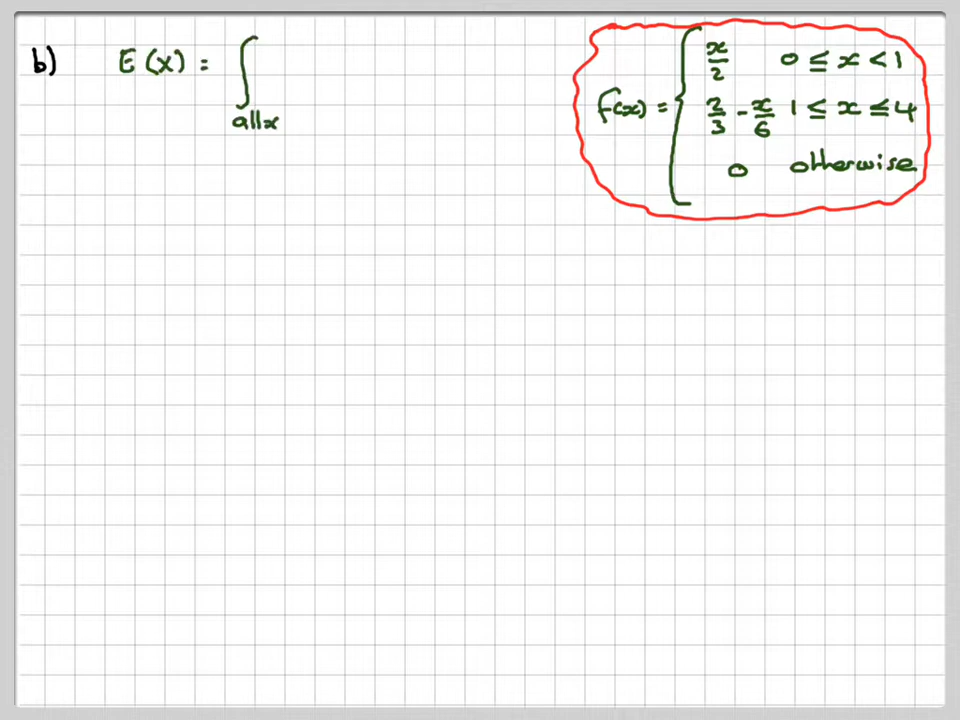 b) E(x) = ∫
all x
f(x) = { x/2 0 ≤ x < 1
2/3 - x/6 1 ≤ x ≤ 4
0 otherwise